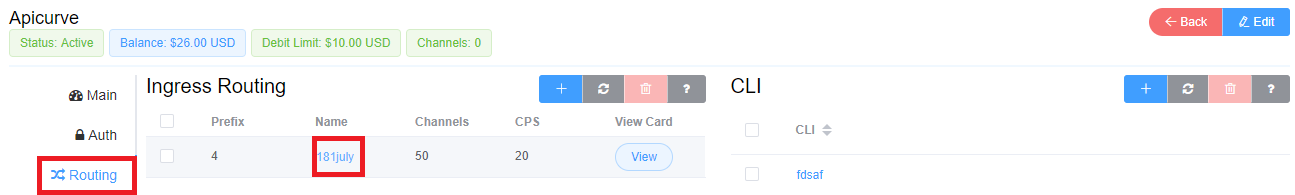 Apicurve
Back
Edit
Status: Active
Balance: $26.00 USD
Debit Limit: $10.00 USD
Channels: 0
Main
Auth
Routing
Ingress Routing
+ ?
Prefix Name Channels CPS View Card
4 181july 50 20 View
CLI
+ ?
CLI
fdsaf